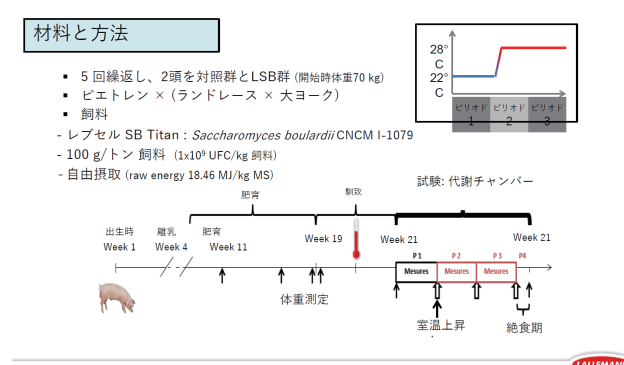 材料と方法
28°
C
22°
C
ピリオド
1
ピリオド
2
ピリオド
3
5 回繰返し、2頭を対照群とLSB群 (開始時体重70 kg)
ピエトレン × (ランドレース × 大ヨーク)
飼料
- レブセル SB Titan : Saccharomyces boulardii CNCM I-1079
- 100 g/トン 飼料 (1x10⁹ UFC/kg 飼料)
- 自由摂取 (raw energy 18.46 MJ/kg MS)
試験: 代謝チャンバー
肥育
馴致
出生時
Week 1
離乳
Week 4
肥育
Week 11
Week 19
Week 21
Week 21
P1
P2
P3
P4
Mesures
Mesures
Mesures
体重測定
室温上昇
絶食期